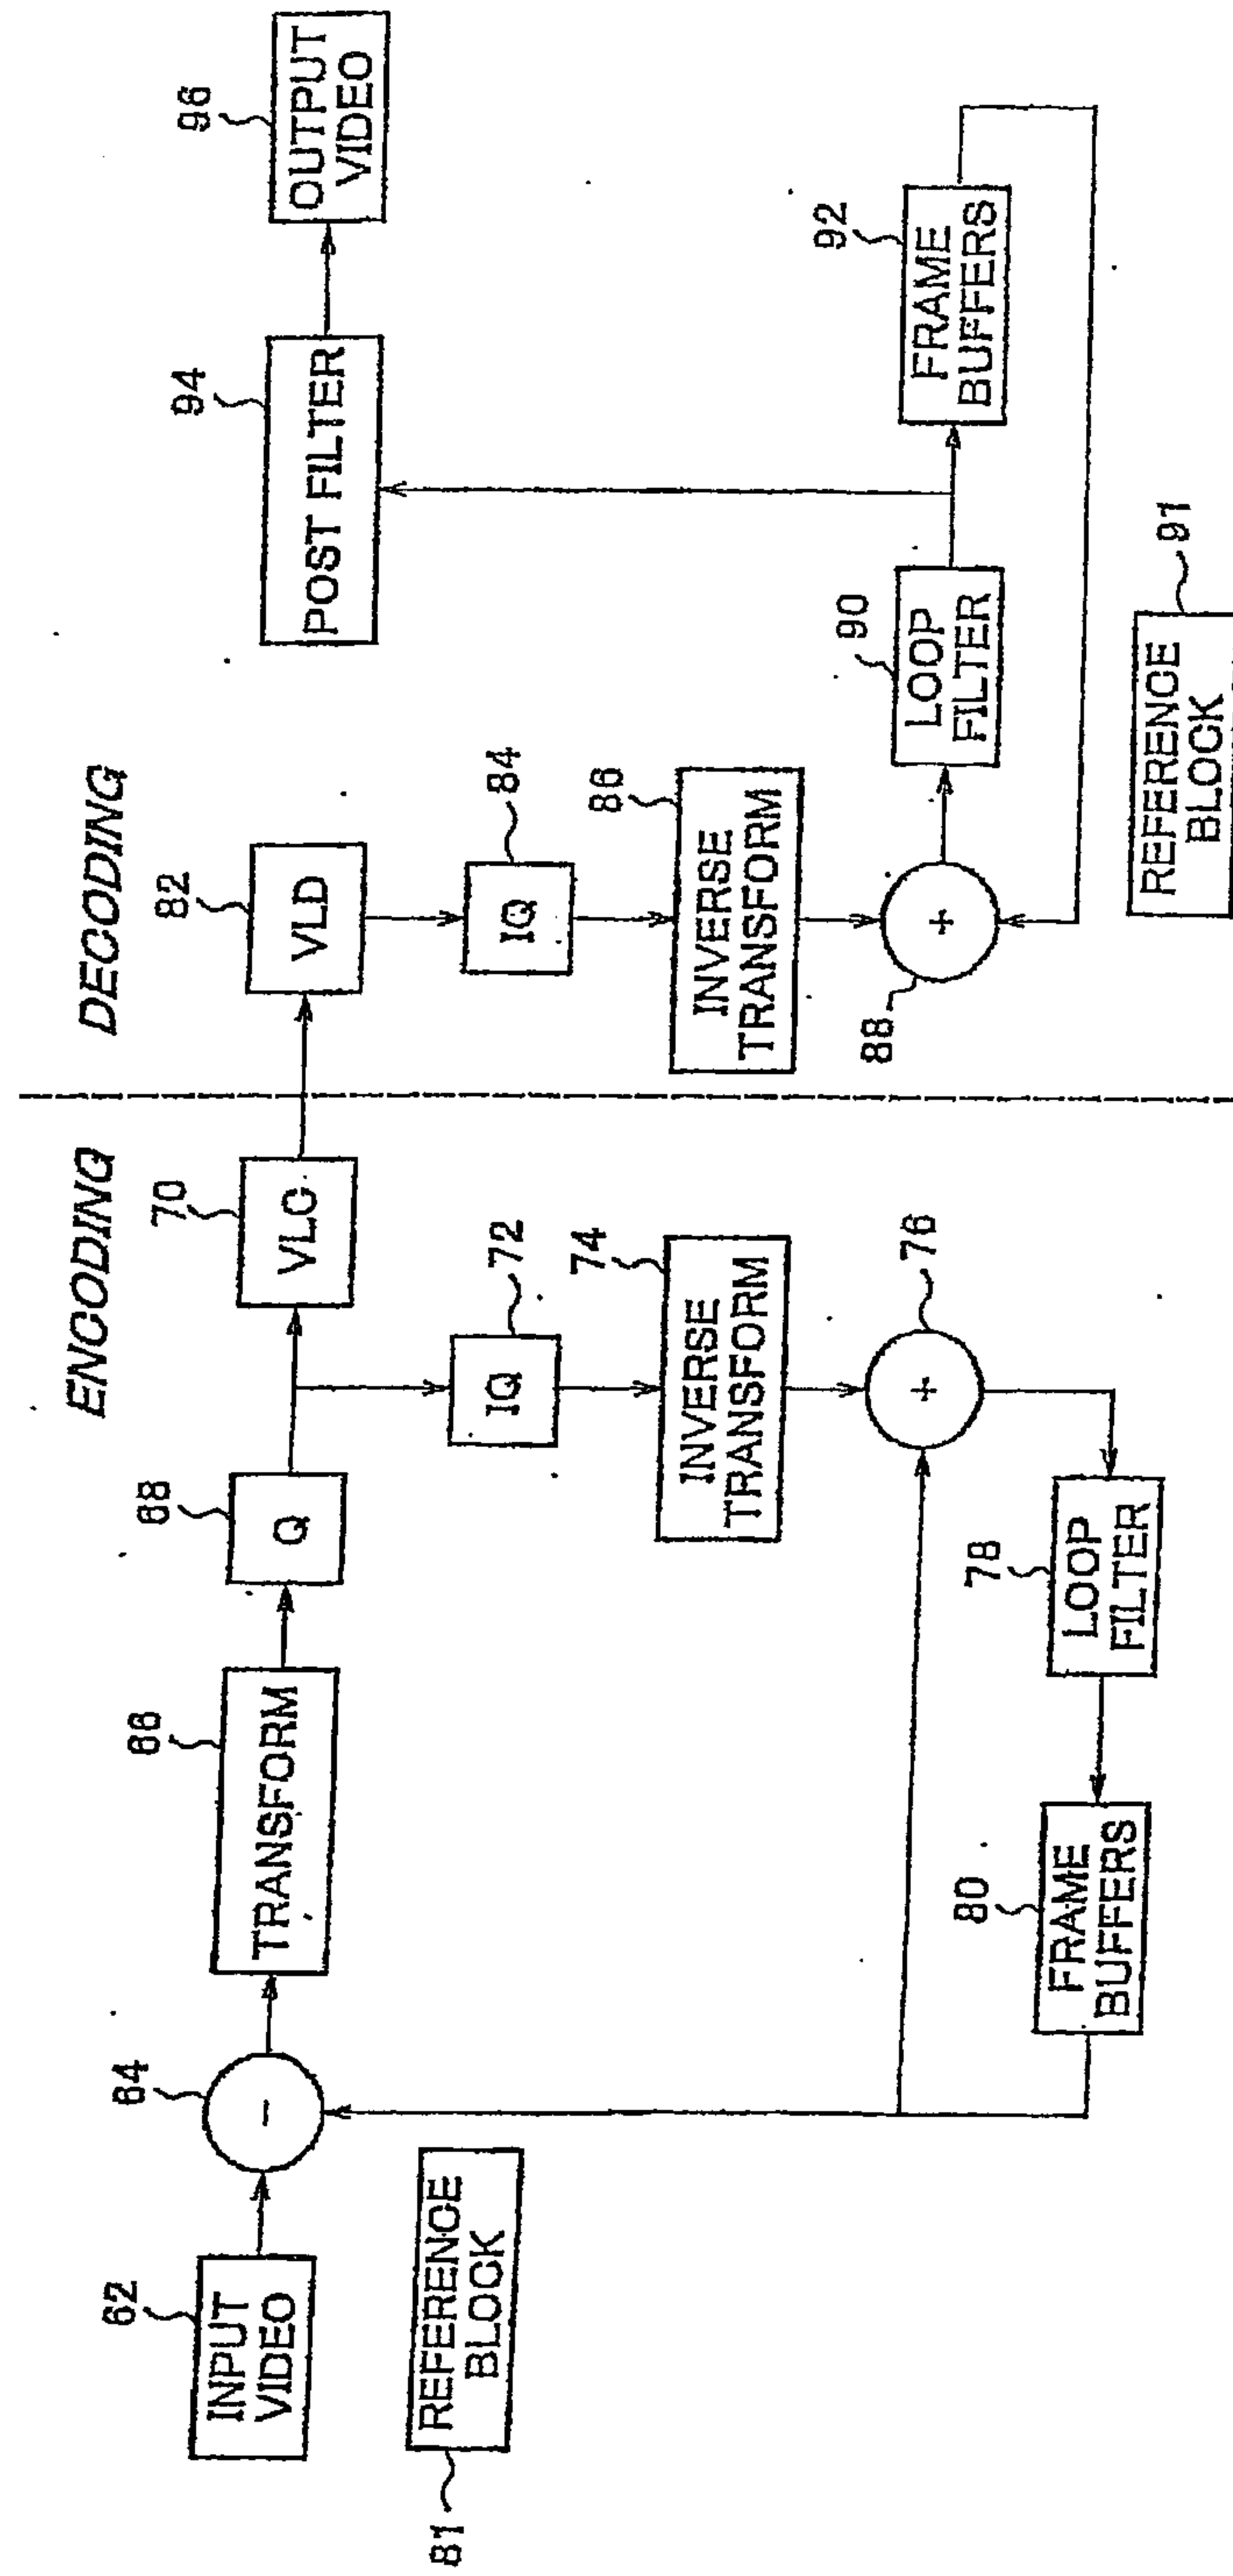 ENCODING
DECODING
62
INPUT
VIDEO
64
-
66
TRANSFORM
68
Q
70
VLC
82
VLD
94
POST FILTER
96
OUTPUT
VIDEO
81
REFERENCE
BLOCK
72
IQ
74
INVERSE
TRANSFORM
76
+
78
LOOP
FILTER
80
FRAME
BUFFERS
84
IQ
86
INVERSE
TRANSFORM
88
+
90
LOOP
FILTER
92
FRAME
BUFFERS
91
REFERENCE
BLOCK